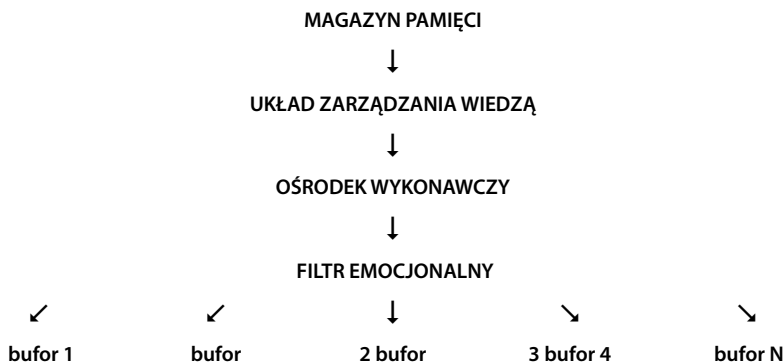 MAGAZYN PAMIĘCI
↓
UKŁAD ZARZĄDZANIA WIEDZĄ
↓
OŚRODEK WYKONAWCZY
↓
FILTR EMOCJONALNY
↙ ↙ ↓ ↘ ↘
bufor 1 bufor 2 bufor 3 bufor 4 bufor N